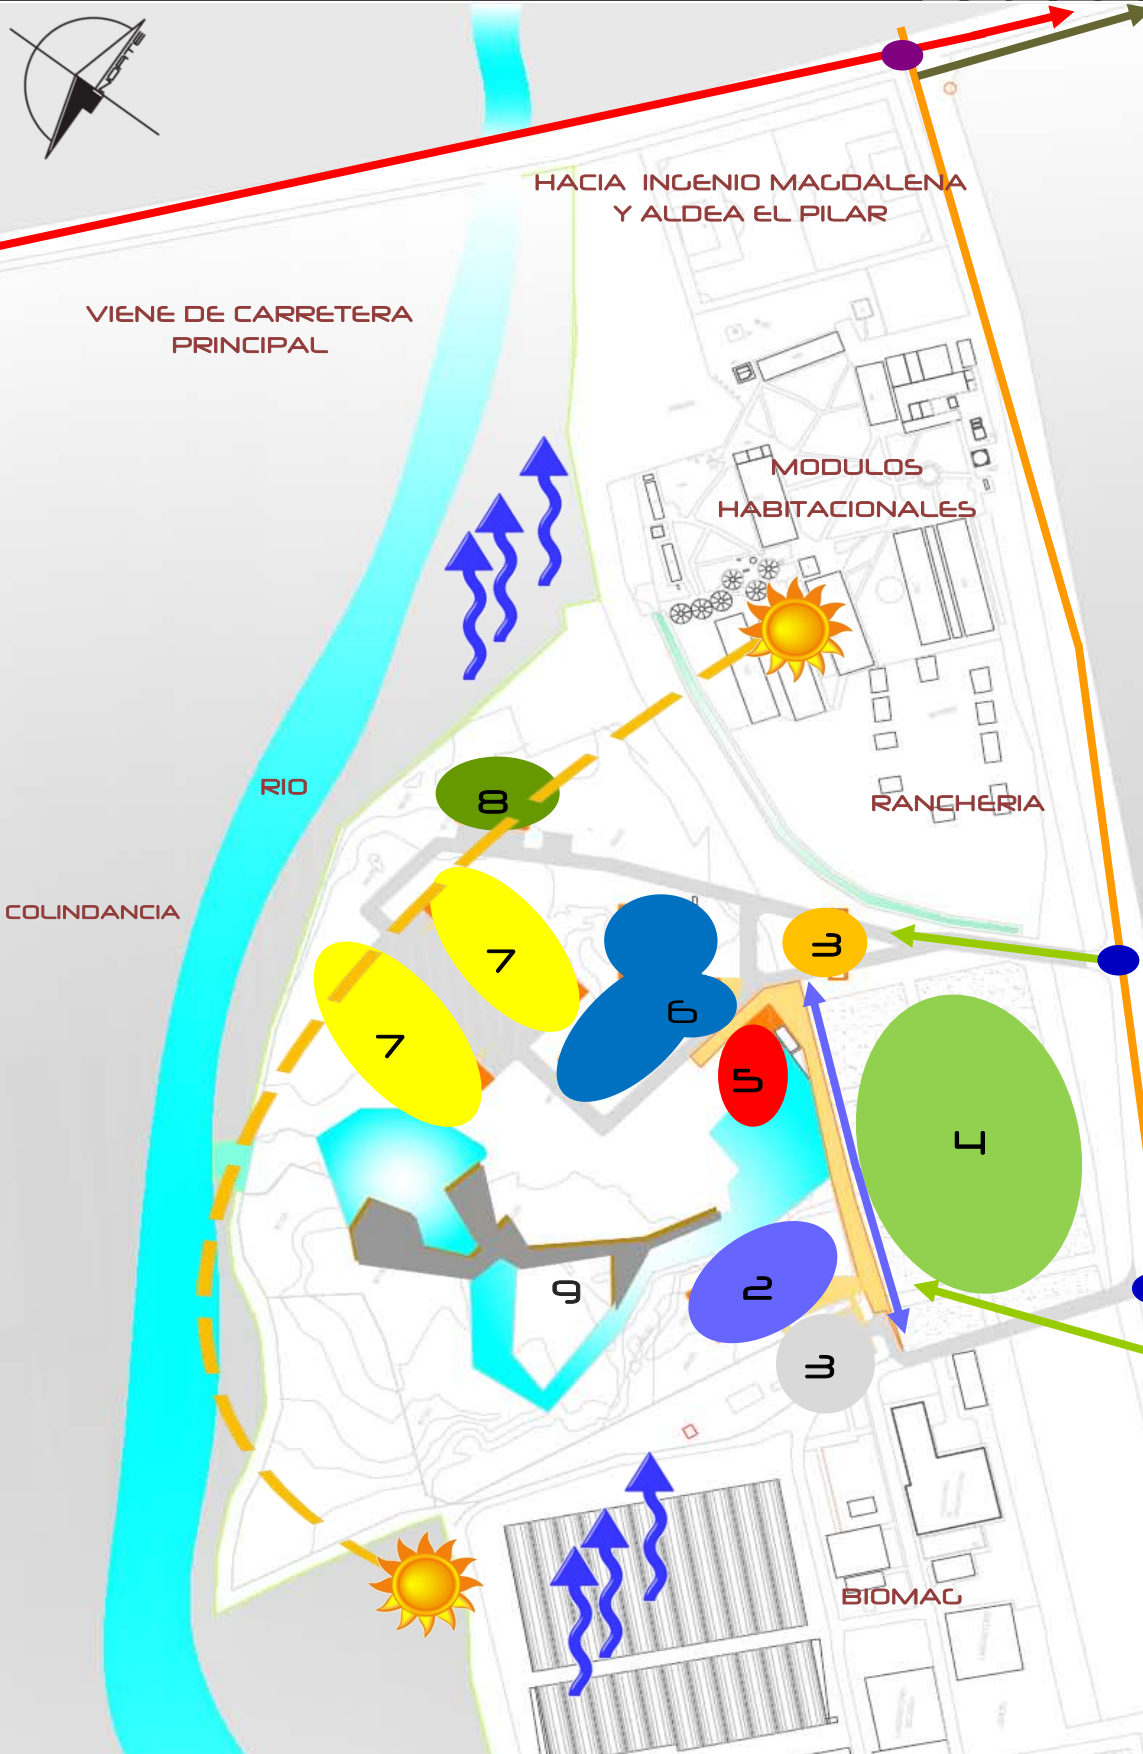 NORTE
HACIA INGENIO MAGDALENA
Y ALDEA EL PILAR
VIENE DE CARRETERA
PRINCIPAL
MODULOS
HABITACIONALES
RIO
8
RANCHERIA
COLINDANCIA
3
7
6
7
5
4
2
9
3
BIOMAG